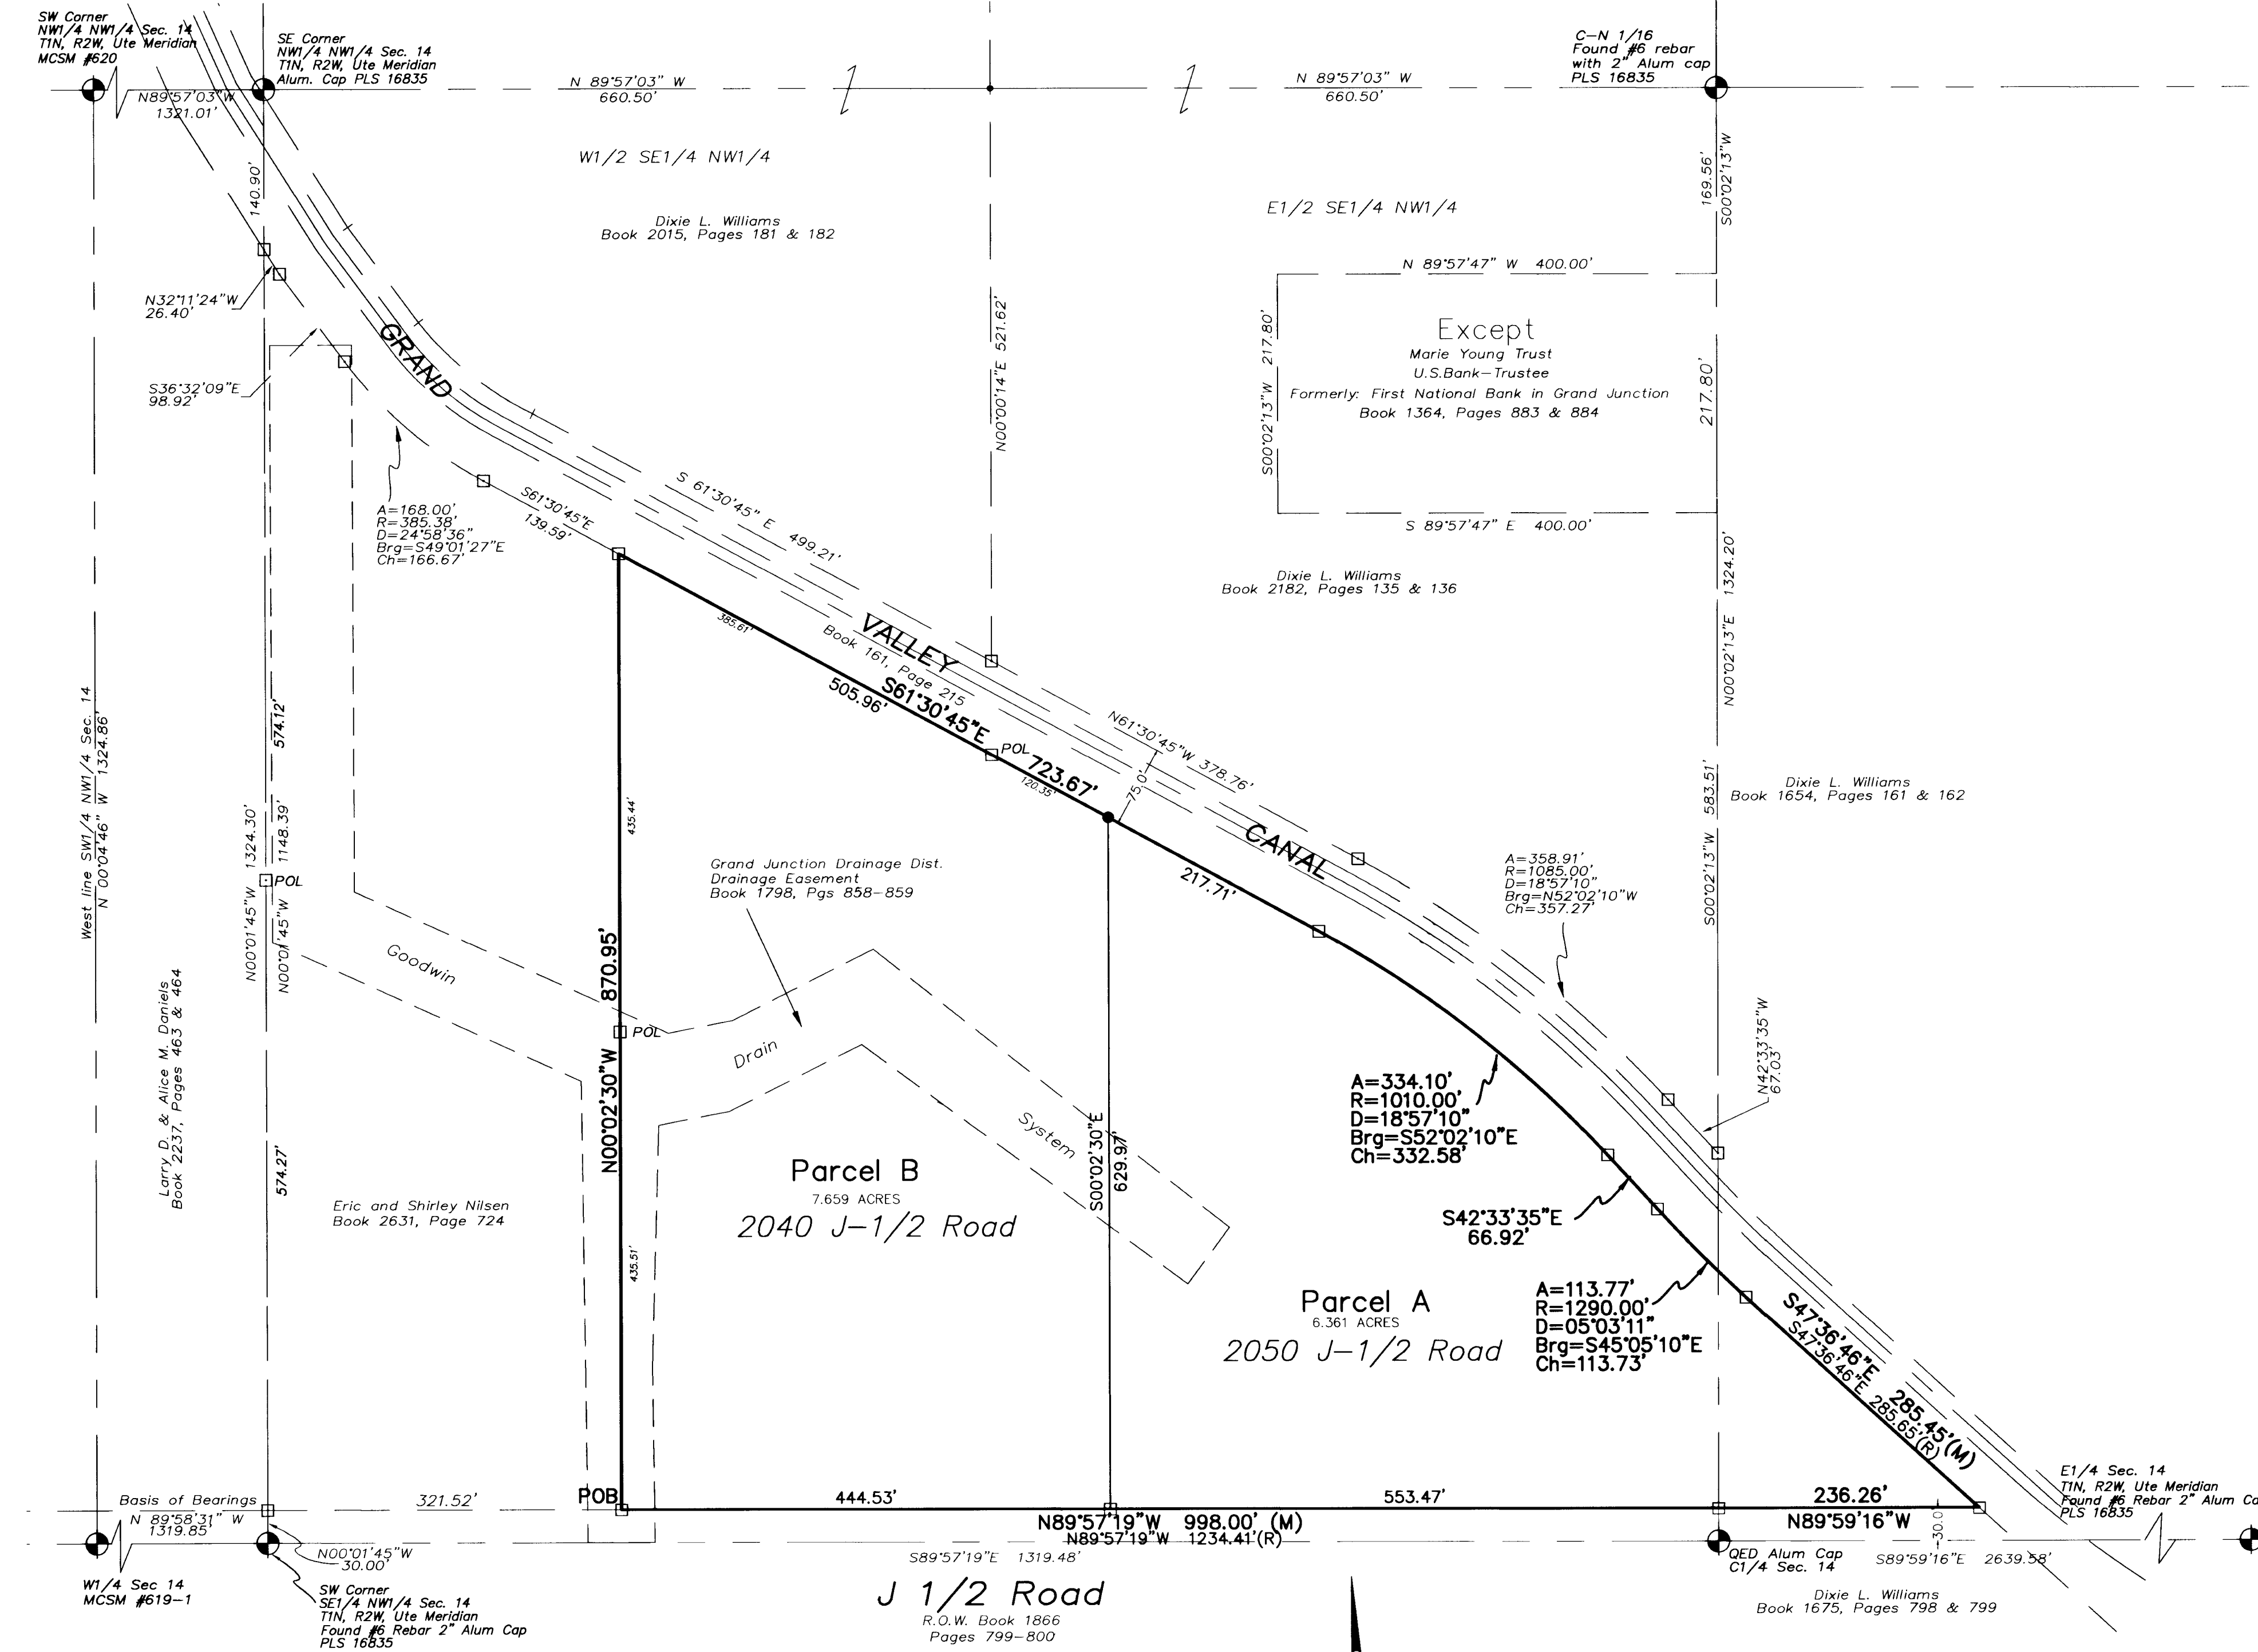 SW Corner
NW1/4 NW1/4 Sec. 14
T1N, R2W, Ute Meridian
MCSM #620
SE Corner
NW1/4 NW1/4 Sec. 14
T1N, R2W, Ute Meridian
Alum. Cap PLS 16835
C-N 1/16
Found #6 rebar
with 2" Alum cap
PLS 16835
N89°57'03"W
1321.01'
N 89°57'03" W
660.50'
N 89°57'03" W
660.50'
140.90'
W1/2 SE1/4 NW1/4
Dixie L. Williams
Book 2015, Pages 181 & 182
E1/2 SE1/4 NW1/4
169.56'
S00°02'13"W
N32°11'24"W
26.40'
S36°32'09"E
98.92'
GRAND
N00°00'14"E 521.62'
N 89°57'47" W 400.00'
S00°02'13"W 217.80'
Except
Marie Young Trust
U.S.Bank-Trustee
Formerly: First National Bank in Grand Junction
Book 1364, Pages 883 & 884
217.80'
S 89°57'47" E 400.00'
A=168.00'
R=385.38'
D=24°58'36"
Brg=S49°01'27"E
Ch=166.67'
S61°30'45"E
139.59'
S 61°30'45" E 499.21'
Dixie L. Williams
Book 2182, Pages 135 & 136
N00°02'13"E 1324.20'
385.61'
VALLEY
Book 161, Page 215
505.96'
S61°30'45"E
723.67'
POL
120.35'
N61°30'45"W 378.76'
75.0'
West line SW1/4 NW1/4 Sec. 14
N 00°04'46" W 1324.86'
574.12'
N00°01'45"W 1324.30'
N00°01'45"W 1148.39'
POL
435.44'
CANAL
217.71'
S00°02'13"W 583.51'
Dixie L. Williams
Book 1654, Pages 161 & 162
Grand Junction Drainage Dist.
Drainage Easement
Book 1798, Pgs 858-859
A=358.91'
R=1085.00'
D=18°57'10"
Brg=N52°02'10"W
Ch=357.27'
Goodwin
N00°02'30"W 870.95'
POL
Drain
System
Larry D. & Alice M. Daniels
Book 2237, Pages 463 & 464
N42°33'35"W
67.03'
A=334.10'
R=1010.00'
D=18°57'10"
Brg=S52°02'10"E
Ch=332.58'
574.27'
Eric and Shirley Nilsen
Book 2631, Page 724
435.51'
Parcel B
7.659 ACRES
2040 J-1/2 Road
S00°02'30"E
629.97'
S42°33'35"E
66.92'
Parcel A
6.361 ACRES
2050 J-1/2 Road
A=113.77'
R=1290.00'
D=05°03'11"
Brg=S45°05'10"E
Ch=113.73'
S47°36'46"E 285.45'(M)
S47°36'46"E 285.65'(R)
Basis of Bearings
N 89°58'31" W
1319.85'
321.52'
POB
444.53'
553.47'
236.26'
N89°57'19"W 998.00' (M)
N89°57'19"W 1234.41'(R)
N89°59'16"W
30.0
E1/4 Sec. 14
T1N, R2W, Ute Meridian
Found #6 Rebar 2" Alum Ca
PLS 16835
N00°01'45"W
30.00'
S89°57'19"E 1319.48'
QED Alum Cap
C1/4 Sec. 14
S89°59'16"E 2639.58'
W1/4 Sec 14
MCSM #619-1
SW Corner
SE1/4 NW1/4 Sec. 14
T1N, R2W, Ute Meridian
Found #6 Rebar 2" Alum Cap
PLS 16835
J 1/2 Road
R.O.W. Book 1866
Pages 799-800
Dixie L. Williams
Book 1675, Pages 798 & 799